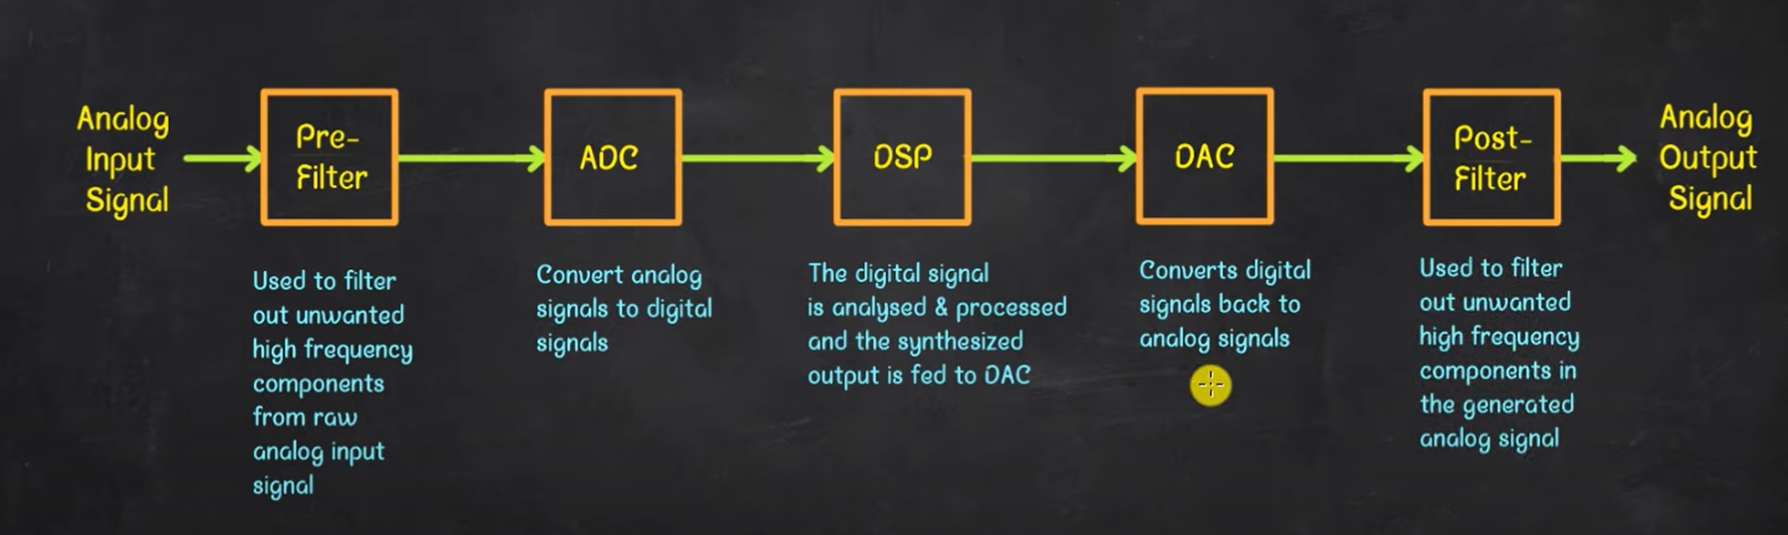 Analog
Input
Signal
Pre-
Filter
ADC
DSP
DAC
Post-
Filter
Analog
Output
Signal
Used to filter
out unwanted
high frequency
components
from raw
analog input
signal
Convert analog
signals to digital
signals
The digital signal
is analysed & processed
and the synthesized
output is fed to DAC
Converts digital
signals back to
analog signals
Used to filter
out unwanted
high frequency
components in
the generated
analog signal